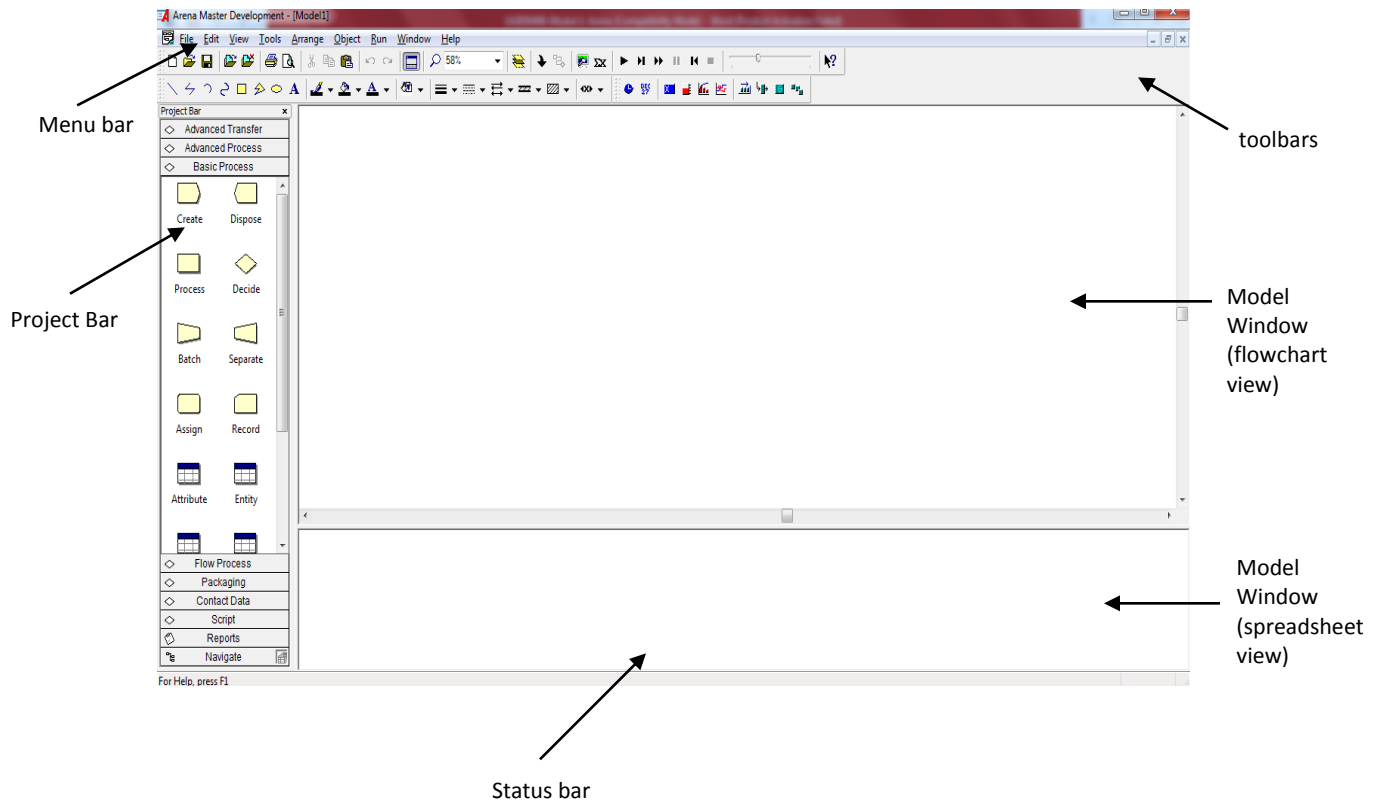 Arena Master Development - [Model1]
File Edit View Tools Arrange Object Run Window Help
58%
Project Bar
Advanced Transfer
Advanced Process
Basic Process
Create Dispose
Process Decide
Batch Separate
Assign Record
Attribute Entity
Flow Process
Packaging
Contact Data
Script
Reports
Navigate
For Help, press F1
Menu bar
toolbars
Project Bar
Model
Window
(flowchart
view)
Model
Window
(spreadsheet
view)
Status bar